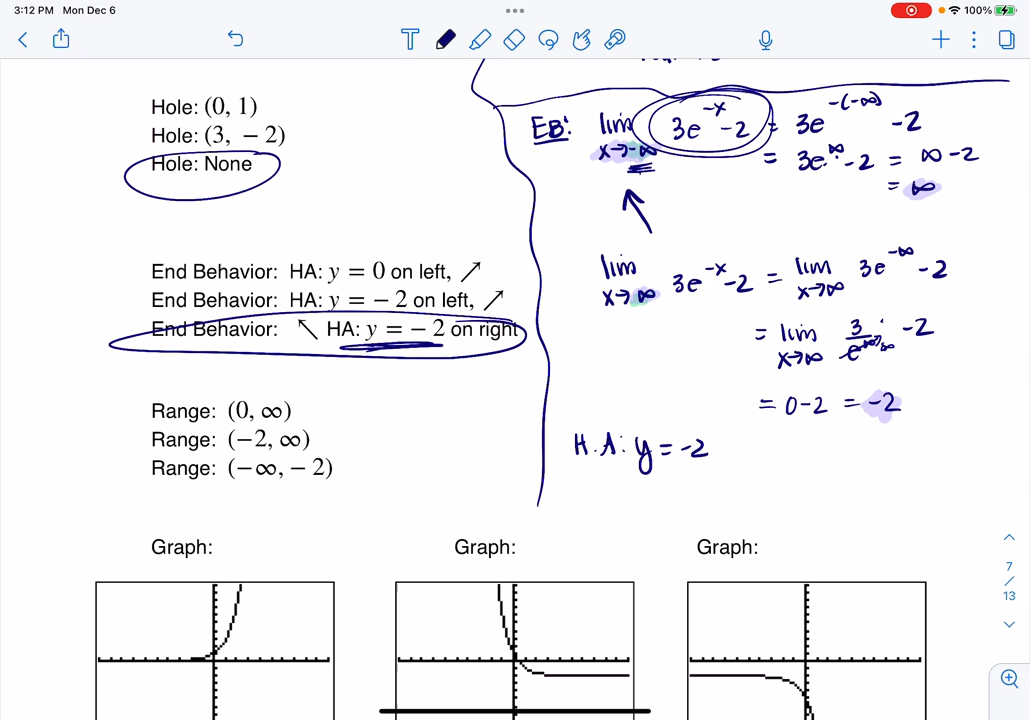 3:12 PM Mon Dec 6
100%
T
Hole: (0, 1)
Hole: (3, − 2)
Hole: None
End Behavior: HA: y = 0 on left, ↗
End Behavior: HA: y = − 2 on left, ↗
End Behavior: ↖ HA: y = − 2 on right
Range: (0, ∞)
Range: (−2, ∞)
Range: (−∞, − 2)
EB: lim x→-∞ 3e^-x -2 = 3e^-(-∞) -2
= 3e^∞ -2 = ∞ -2
= ∞
lim x→∞ 3e^-x -2 = lim x→∞ 3e^-∞ -2
= lim x→∞ 3/e^∞ -2
= 0-2 = -2
H.A: y = -2
Graph: Graph: Graph:
7
/
13